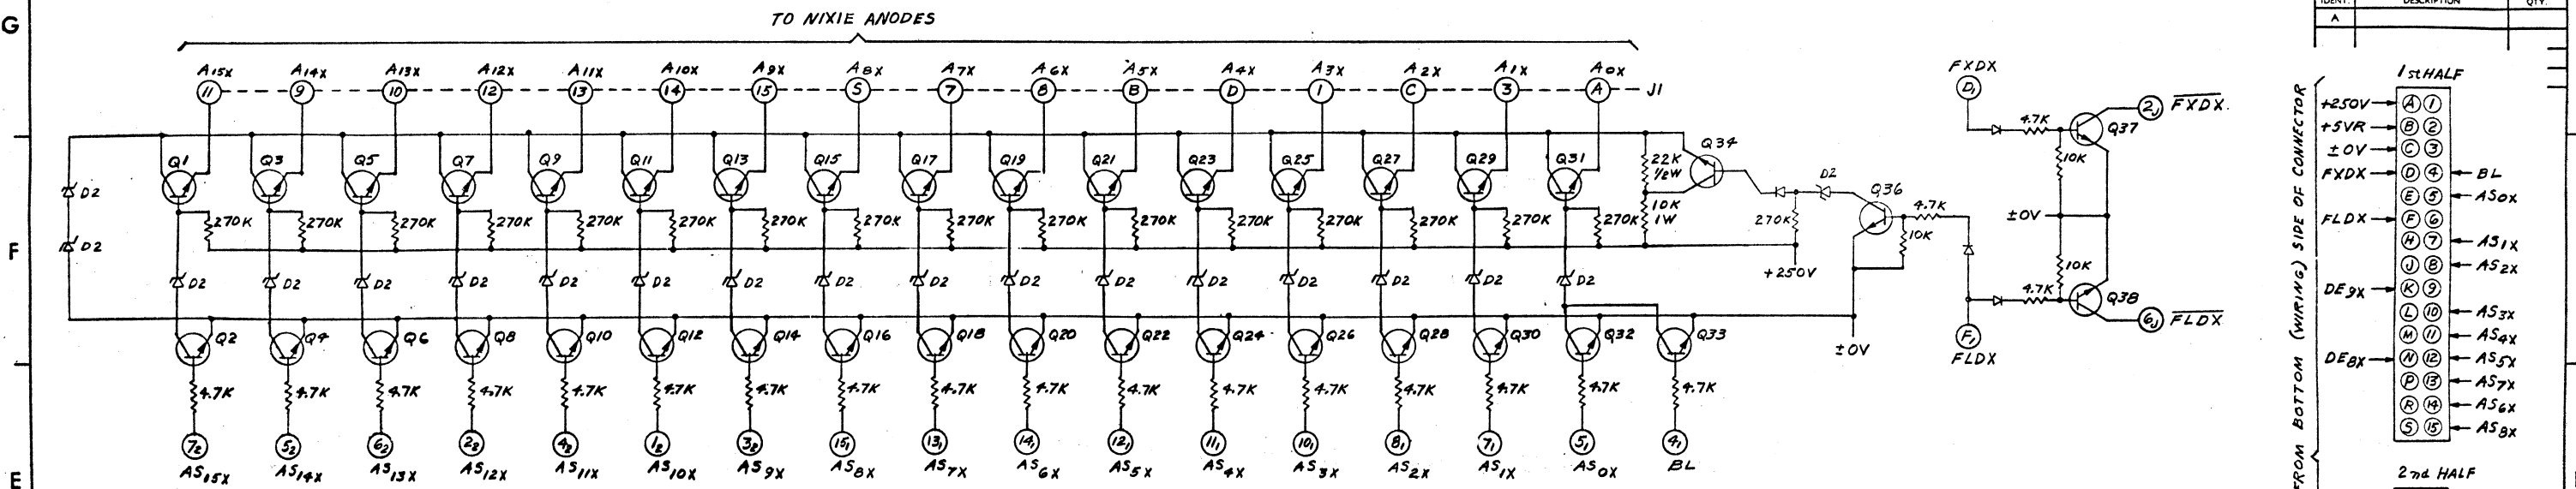 G
TO NIXIE ANODES
IDENT. DESCRIPTION QTY.
A
A15X A14X A13X A12X A11X A10X A9X A8X A7X A6X A5X A4X A3X A2X A1X A0X
11 9 10 12 13 14 15 S 7 8 B D 1 C 3 A J1
FXDX
D1
2J FXDX.
4.7K Q37
10K
Q1 Q3 Q5 Q7 Q9 Q11 Q13 Q15 Q17 Q19 Q21 Q23 Q25 Q27 Q29 Q31
22K 1/2W
Q34
10K 1W
D2
Q36
4.7K
270K
10K
±0V
+250V
F
D2
D2
270K 270K 270K 270K 270K 270K 270K 270K 270K 270K 270K 270K 270K 270K 270K 270K
D2 D2 D2 D2 D2 D2 D2 D2 D2 D2 D2 D2 D2 D2 D2 D2
10K
4.7K Q38
6J FLDX
F1
FLDX
±0V
Q2 Q4 Q6 Q8 Q10 Q12 Q14 Q16 Q18 Q20 Q22 Q24 Q26 Q28 Q30 Q32 Q33
4.7K 4.7K 4.7K 4.7K 4.7K 4.7K 4.7K 4.7K 4.7K 4.7K 4.7K 4.7K 4.7K 4.7K 4.7K 4.7K 4.7K
72 52 62 22 42 12 32 151 131 141 121 111 101 81 71 51 41
AS15X AS14X AS13X AS12X AS11X AS10X AS9X AS8X AS7X AS6X AS5X AS4X AS3X AS2X AS1X AS0X BL
E
FROM BOTTOM (WIRING) SIDE OF CONNECTOR
1st HALF
+250V A 1
+5VR B 2
±0V C 3
FXDX D 4 BL
E 5 AS0X
FLDX F 6
H 7 AS1X
J 8 AS2X
DE9X K 9
L 10 AS3X
M 11 AS4X
DE8X N 12 AS5X
P 13 AS7X
R 14 AS6X
S 15 AS8X
2nd HALF